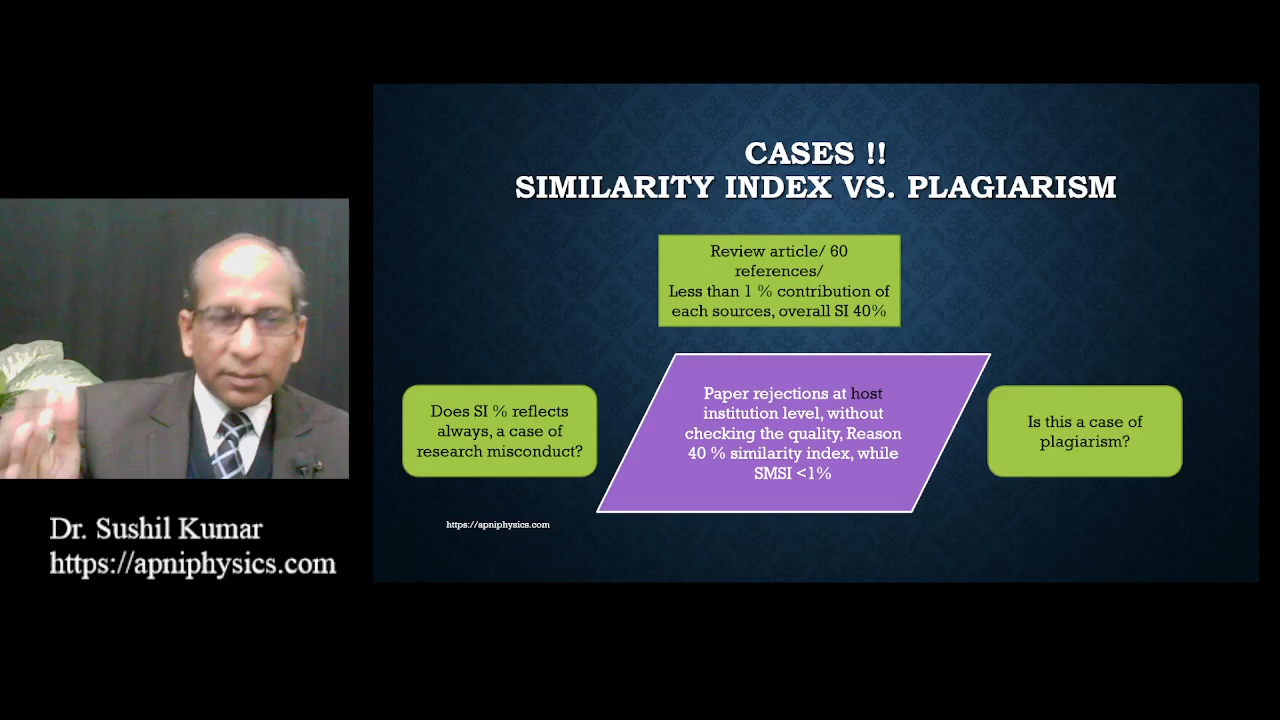 CASES !!
SIMILARITY INDEX VS. PLAGIARISM
Review article/ 60
references/
Less than 1 % contribution of
each sources, overall SI 40%
Does SI % reflects
always, a case of
research misconduct?
Paper rejections at host
institution level, without
checking the quality, Reason
40 % similarity index, while
SMSI <1%
Is this a case of
plagiarism?
https://apniphysics.com
Dr. Sushil Kumar
https://apniphysics.com